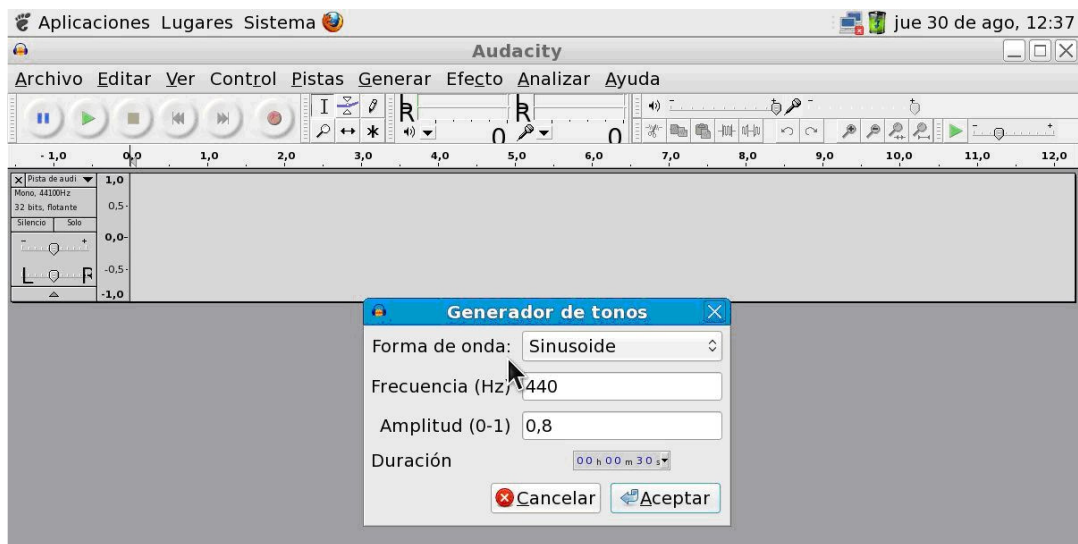 Aplicaciones Lugares Sistema jue 30 de ago, 12:37
Audacity
Archivo Editar Ver Control Pistas Generar Efecto Analizar Ayuda
R R
0 0
- 1,0 0,0 1,0 2,0 3,0 4,0 5,0 6,0 7,0 8,0 9,0 10,0 11,0 12,0
Pista de audi 1,0
Mono, 44100Hz
32 bits, flotante 0,5
Silencio Solo
- + 0,0
L R -0,5
-1,0
Generador de tonos
Forma de onda: Sinusoide
Frecuencia (Hz) 440
Amplitud (0-1) 0,8
Duración 00 h 00 m 30 s
Cancelar Aceptar